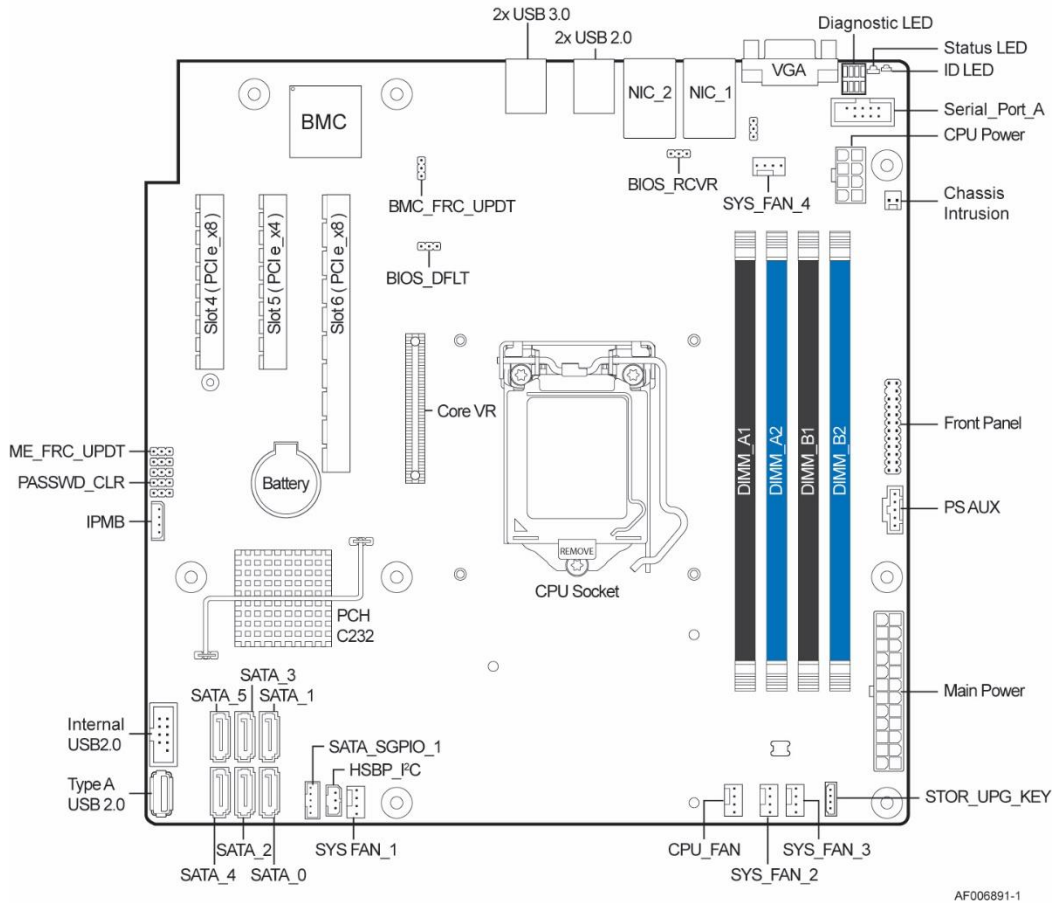 2x USB 3.0
2x USB 2.0
Diagnostic LED
Status LED
ID LED
VGA
NIC_2
NIC_1
BMC
Serial_Port_A
CPU Power
BMC_FRC_UPDT
BIOS_RCVR
SYS_FAN_4
Chassis
Intrusion
BIOS_DFLT
Slot 4 ( PCI e_x8)
Slot 5 ( PCI e_x4)
Slot 6 ( PCI e_x8)
Core VR
DIMM_A1
DIMM_A2
DIMM_B1
DIMM_B2
Front Panel
ME_FRC_UPDT
PASSWD_CLR
Battery
IPMB
PS AUX
REMOVE
CPU Socket
PCH
C232
SATA_3
SATA_5
SATA_1
Main Power
Internal
USB2.0
SATA_SGPIO_1
HSBP_I²C
Type A
USB 2.0
STOR_UPG_KEY
SATA_2
SYS FAN_1
CPU_FAN
SYS_FAN_3
SATA_4
SATA_0
SYS_FAN_2
AF006891-1